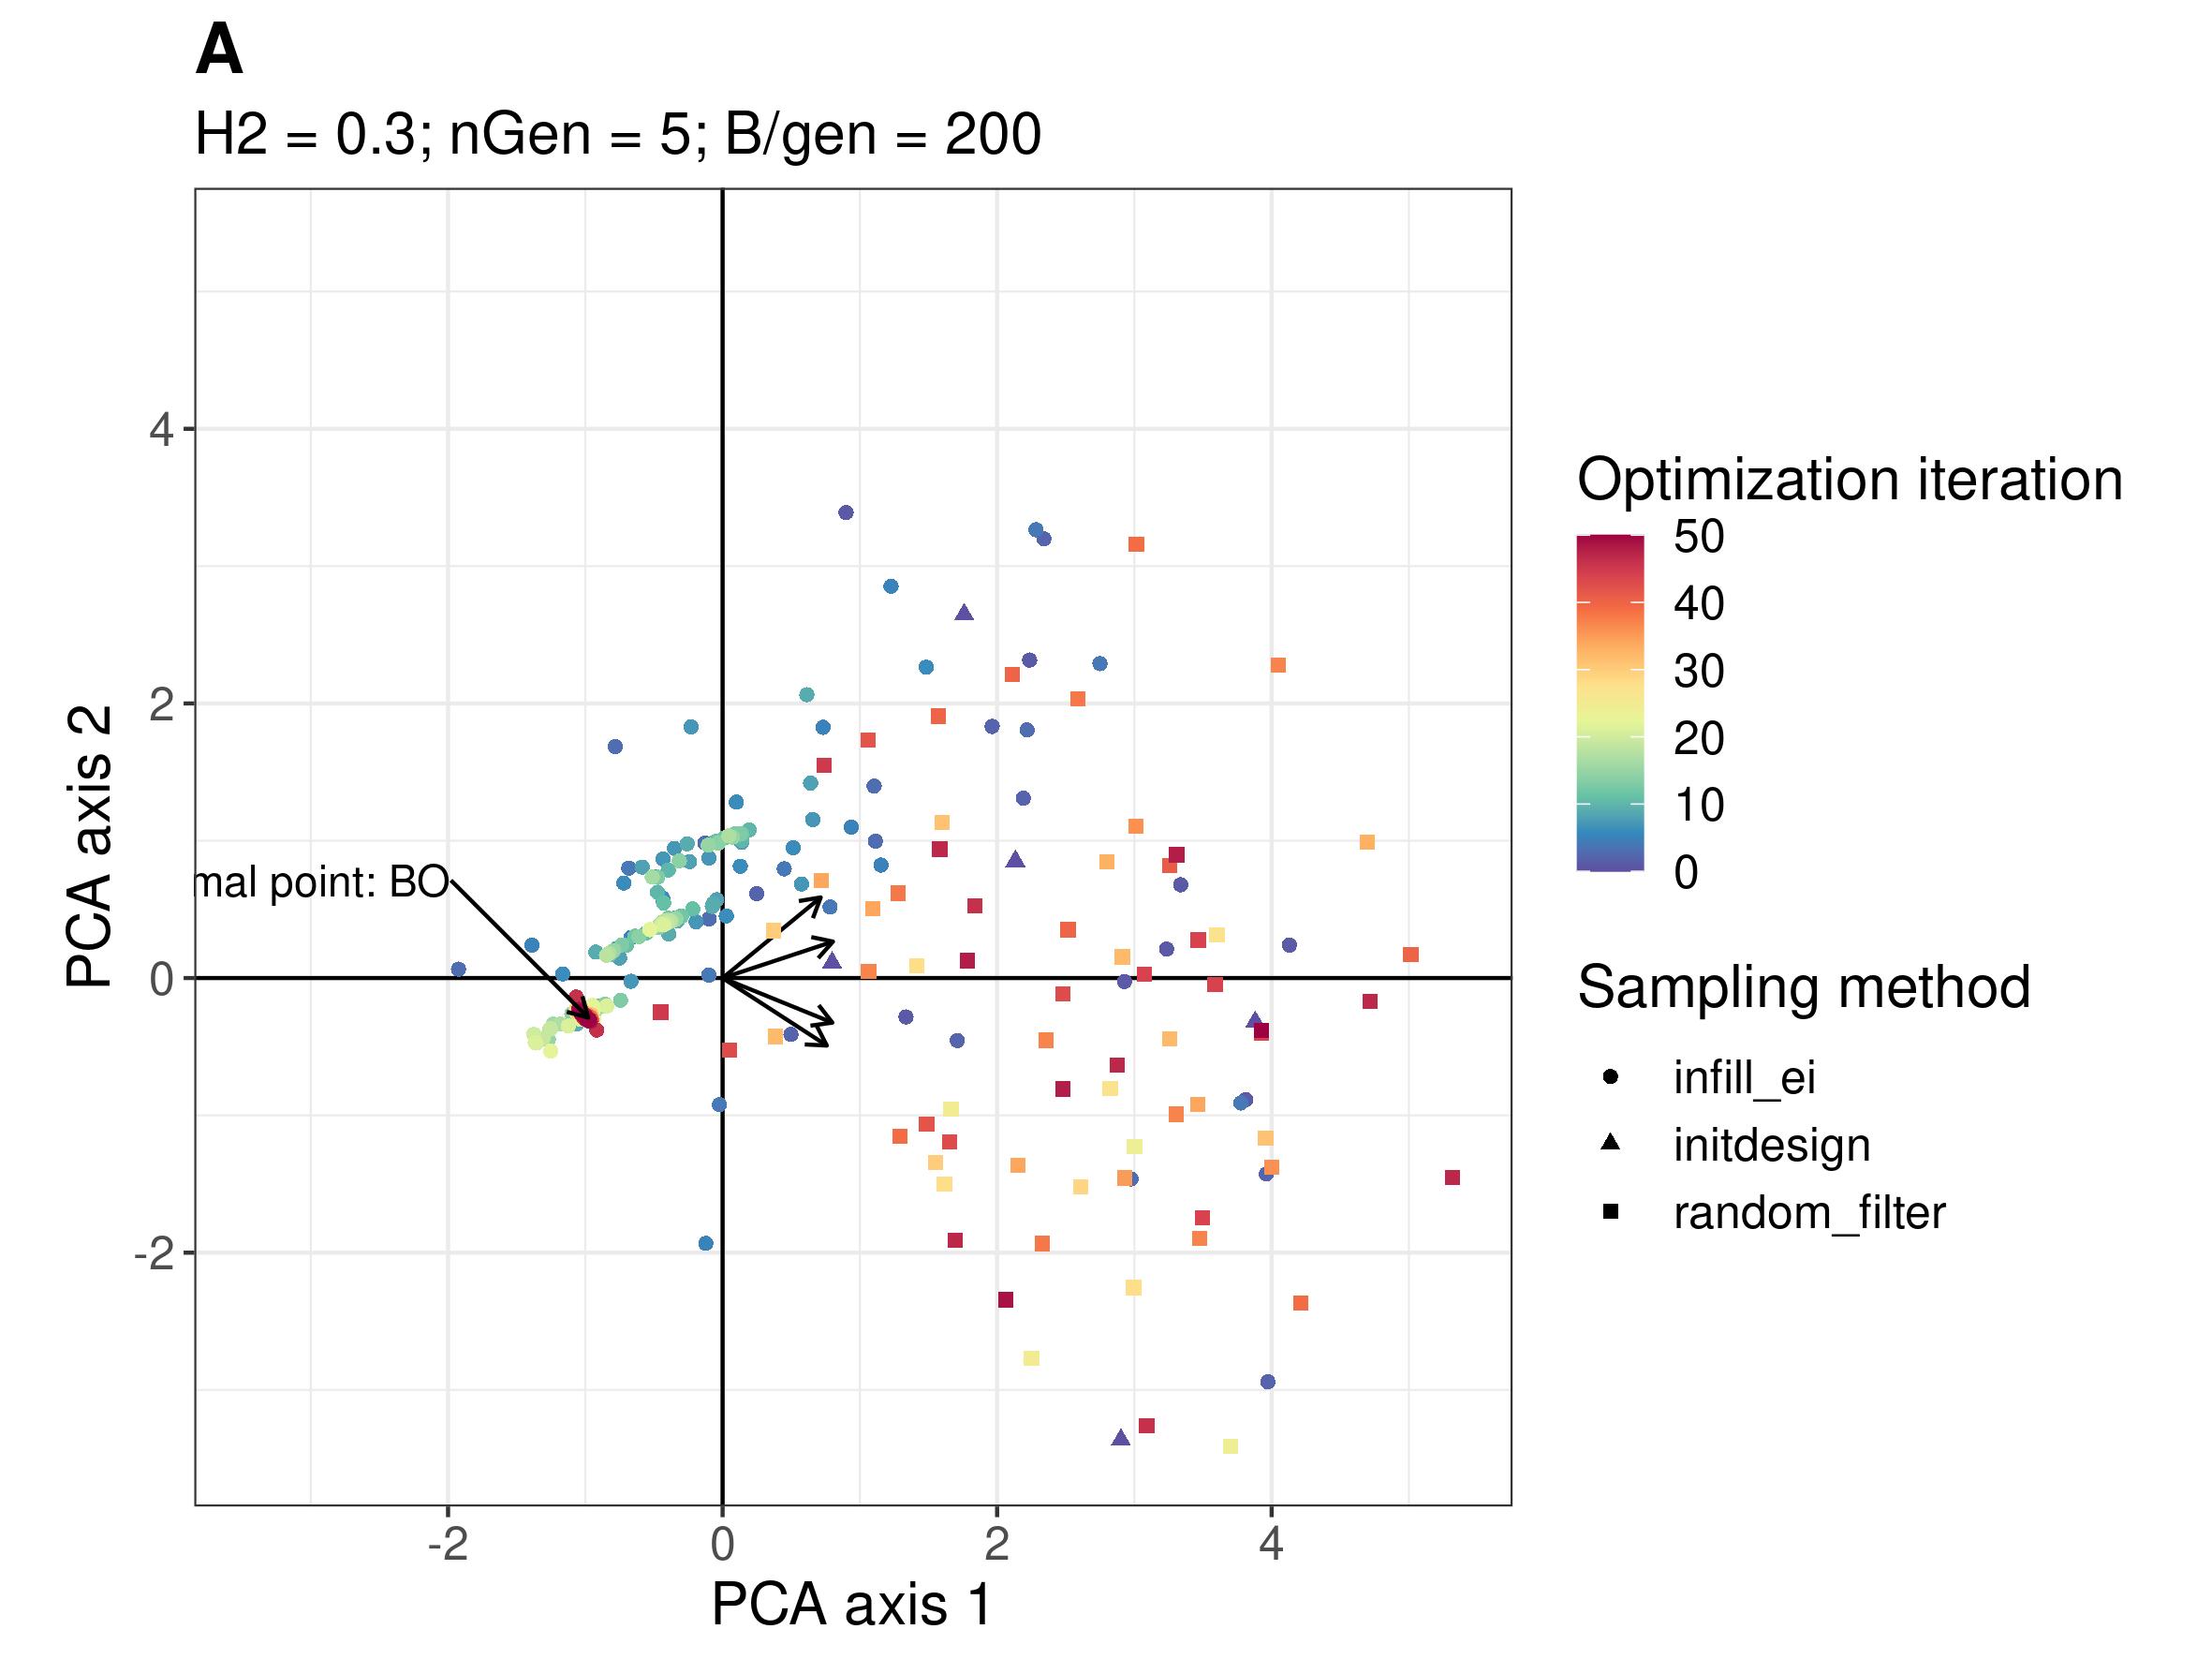 A
H2 = 0.3; nGen = 5; B/gen = 200
4
2
0
-2
PCA axis 2
mal point: BO
-2
0
2
4
PCA axis 1
Optimization iteration
50
40
30
20
10
0
Sampling method
infill_ei
initdesign
random_filter